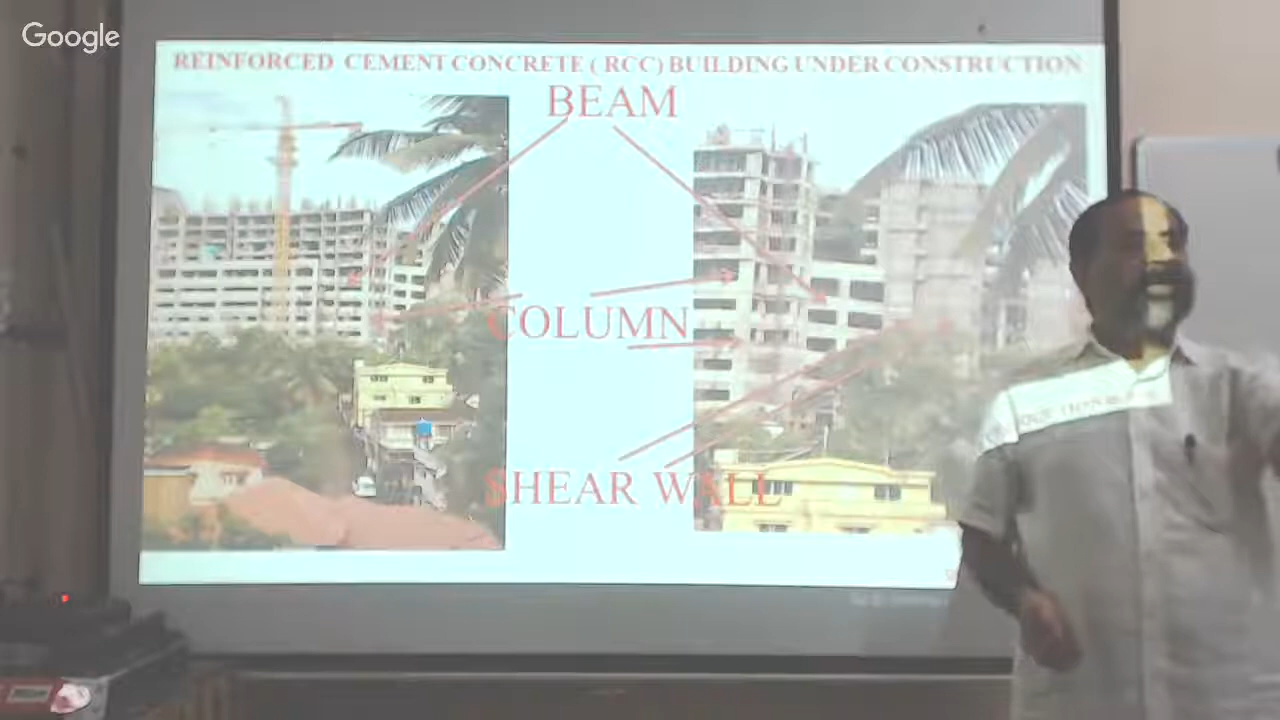 Google
REINFORCED CEMENT CONCRETE ( RCC) BUILDING UNDER CONSTRUCTION
BEAM
COLUMN
SHEAR WALL